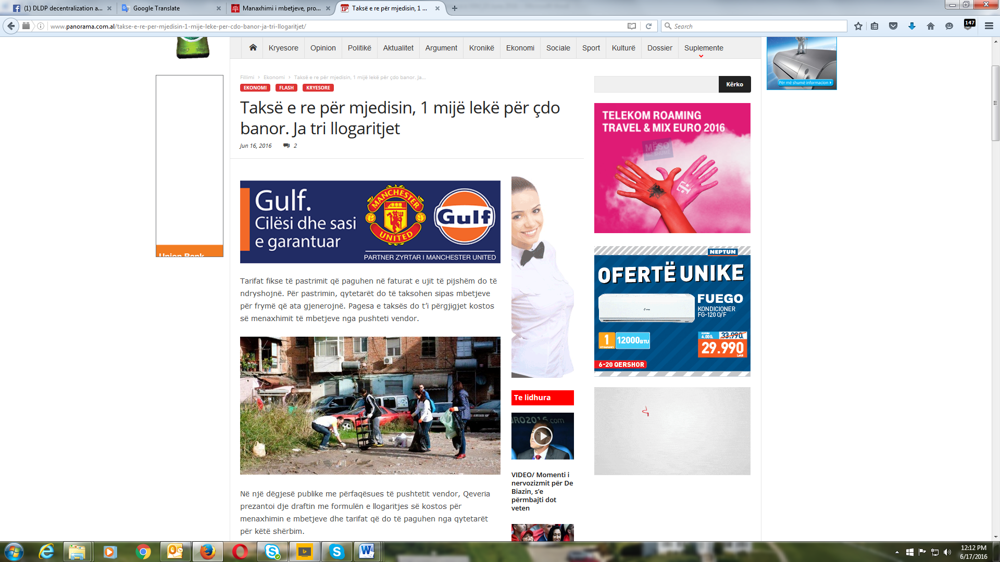 (1) DLDP decentralization a...
Google Translate
Manaxhimi i mbetjeve, pro...
Taksë e re për mjedisin, 1 ...
www.panorama.com.al/takse-e-re-per-mjedisin-1-mije-leke-per-cdo-banor-ja-tri-llogaritjet/
Search
147
Kryesore
Opinion
Politikë
Aktualitet
Argument
Kronikë
Ekonomi
Sociale
Sport
Kulturë
Dossier
Suplemente
Për më shumë informacion
Fillimi
Ekonomi
Taksë e re për mjedisin, 1 mijë lekë për çdo banor. Ja...
EKONOMI
FLASH
KRYESORE
Kërko
Taksë e re për mjedisin, 1 mijë lekë për çdo
banor. Ja tri llogaritjet
Jun 16, 2016
2
Union Bank
Gulf.
Cilësi dhe sasi
e garantuar
MANCHESTER
UNITED
Gulf
PARTNER ZYRTAR I MANCHESTER UNITED
Tarifat fikse të pastrimit që paguhen në faturat e ujit të pijshëm do të
ndryshojnë. Për pastrimin, qytetarët do të taksohen sipas mbetjeve
për frymë që ata gjenerojnë. Pagesa e taksës do t’i përgjigjet kostos
së menaxhimit të mbetjeve nga pushteti vendor.
Në një dëgjesë publike me përfaqësues të pushtetit vendor, Qeveria
prezantoi dje draftin me formulën e llogaritjes së kostos për
menaxhimin e mbetjeve dhe tarifat që do të paguhen nga qytetarët
për këtë shërbim.
Te lidhura
EURO2016.com
VIDEO/ Momenti i
nervozizmit për De
Biazin, s’e
përmbajti dot
veten
TELEKOM ROAMING
TRAVEL & MIX EURO 2016
MËSO
MË SHUMË
T
NEPTUN
OFERTË UNIKE
FUEGO
KONDICIONER
FG-120 O/F
1
12000BTU
KURSEN
4.000
33.990
29.990
Lekë
6-20 QERSHOR
12:12 PM
6/17/2016